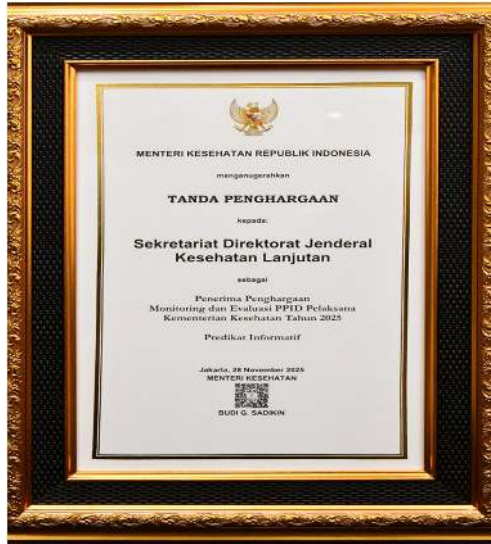 MENTERI KESEHATAN REPUBLIK INDONESIA
menganugerahkan
TANDA PENGHARGAAN
kepada:
Sekretariat Direktorat Jenderal
Kesehatan Lanjutan
sebagai
Penerima Penghargaan
Monitoring dan Evaluasi PPID Pelaksana
Kementerian Kesehatan Tahun 2025
Predikat Informatif
Jakarta, 26 November 2025
MENTERI KESEHATAN
BUDI G. SADIKIN